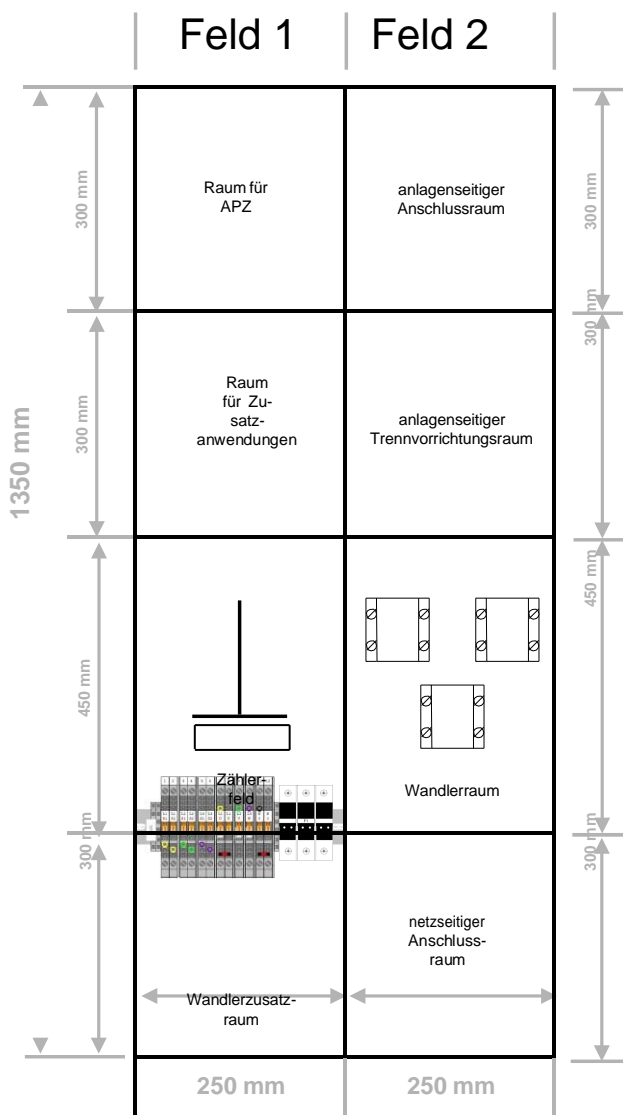 Feld 1
Feld 2
300 mm
Raum für
APZ
anlagenseitiger
Anschlussraum
300 mm
1350 mm
300 mm
Raum
für Zu-
satz-
anwendungen
anlagenseitiger
Trennvorrichtungsraum
300 mm
450 mm
Zähler-
feld
Wandlerraum
450 mm
300 mm
Wandlerzusatz-
raum
netzseitiger
Anschluss-
raum
300 mm
250 mm
250 mm